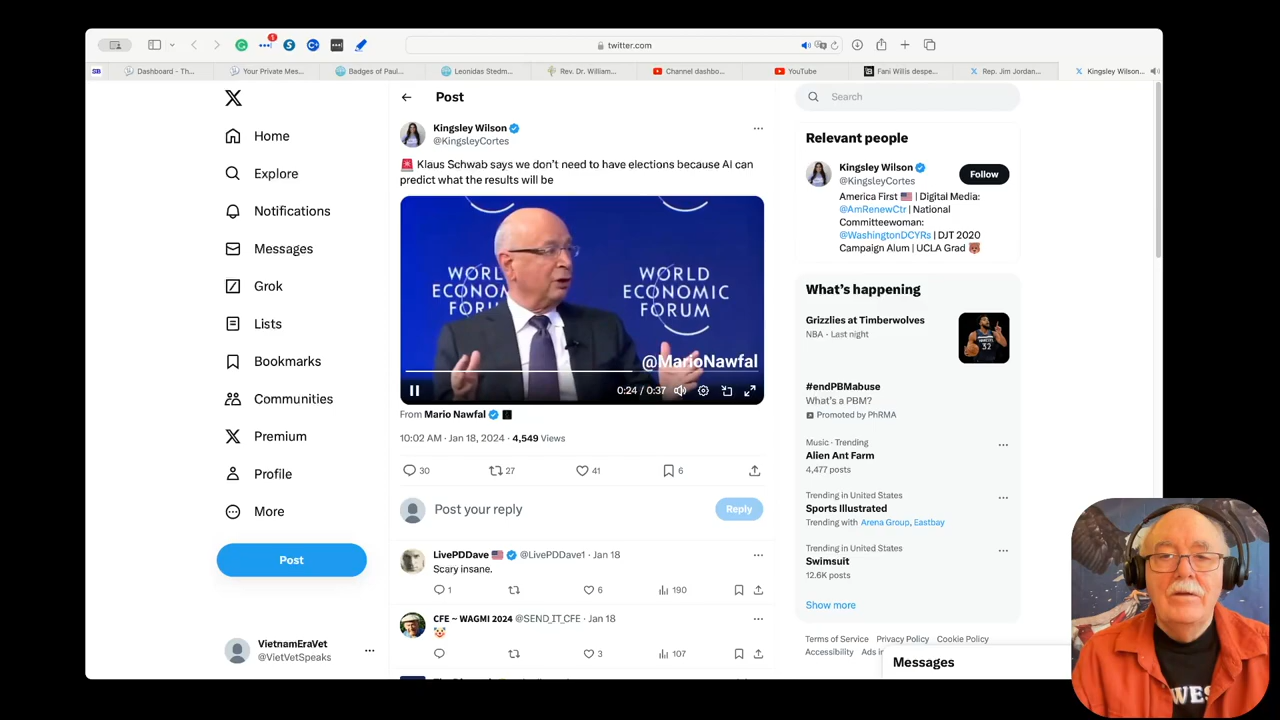 twitter.com
1
SB
Dashboard - Th...
Your Private Mes...
Badges of Paul...
Leonidas Stedm...
Rev. Dr. William...
Channel dashbo...
YouTube
Fani Willis despe...
Rep. Jim Jordan...
Kingsley Wilson...
Home
Explore
Notifications
Messages
Grok
Lists
Bookmarks
Communities
Premium
Profile
More
Post
VietnamEraVet
@VietVetSpeaks
Post
Kingsley Wilson
@KingsleyCortes
🚨 Klaus Schwab says we don't need to have elections because AI can
predict what the results will be
WORLD
ECONOMIC
FORUM
WORLD
ECONOMIC
FORUM
@MarioNawfal
0:24 / 0:37
From Mario Nawfal
10:02 AM · Jan 18, 2024 · 4,549 Views
30 27 41 6
Post your reply
Reply
LivePDDave 🇺🇸 @LivePDDave1 · Jan 18
Scary insane.
1 6 190
CFE ~ WAGMI 2024 @SEND_IT_CFE · Jan 18
🤡
3 107
Search
Relevant people
Kingsley Wilson
@KingsleyCortes
Follow
America First 🇺🇸 | Digital Media:
@AmRenewCtr | National
Committeewoman:
@WashingtonDCYRs | DJT 2020
Campaign Alum | UCLA Grad 🐻
What's happening
Grizzlies at Timberwolves
NBA · Last night
#endPBMabuse
What's a PBM?
Promoted by PhRMA
Music · Trending
Alien Ant Farm
4,477 posts
Trending in United States
Sports Illustrated
Trending with Arena Group, Eastbay
Trending in United States
Swimsuit
12.6K posts
Show more
Terms of Service Privacy Policy Cookie Policy
Accessibility Ads in
Messages